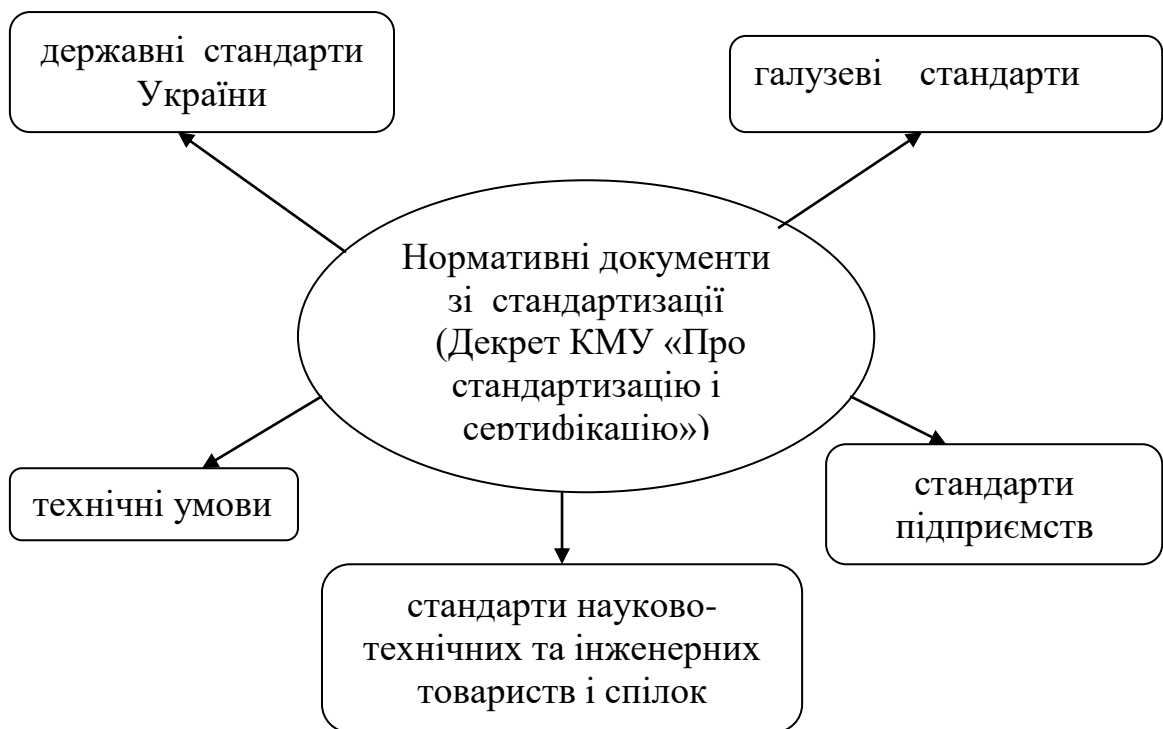 державні стандарти
України
галузеві стандарти
Нормативні документи
зі стандартизації
(Декрет КМУ «Про
стандартизацію і
сертифікацію»)
технічні умови
стандарти
підприємств
стандарти науково-
технічних та інженерних
товариств і спілок